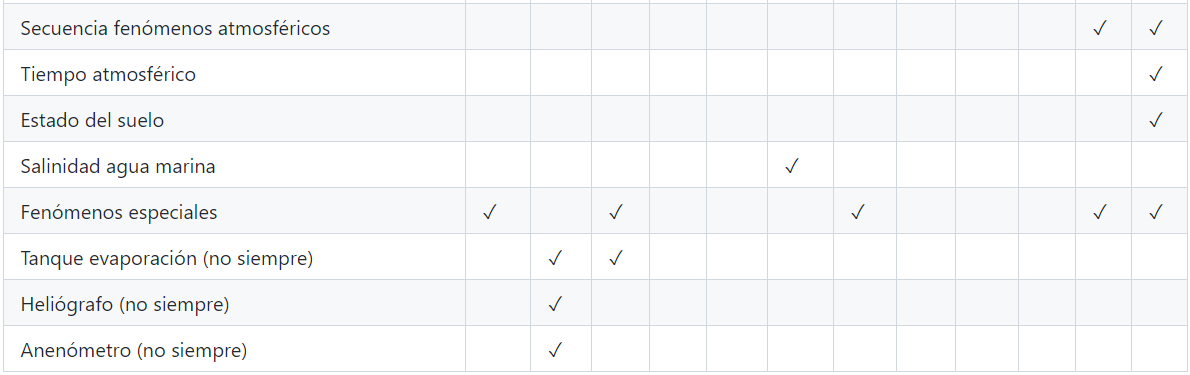 Secuencia fenómenos atmosféricos ✓ ✓
Tiempo atmosférico ✓
Estado del suelo ✓
Salinidad agua marina ✓
Fenómenos especiales ✓ ✓ ✓ ✓ ✓
Tanque evaporación (no siempre) ✓ ✓
Heliógrafo (no siempre) ✓
Anenómetro (no siempre) ✓